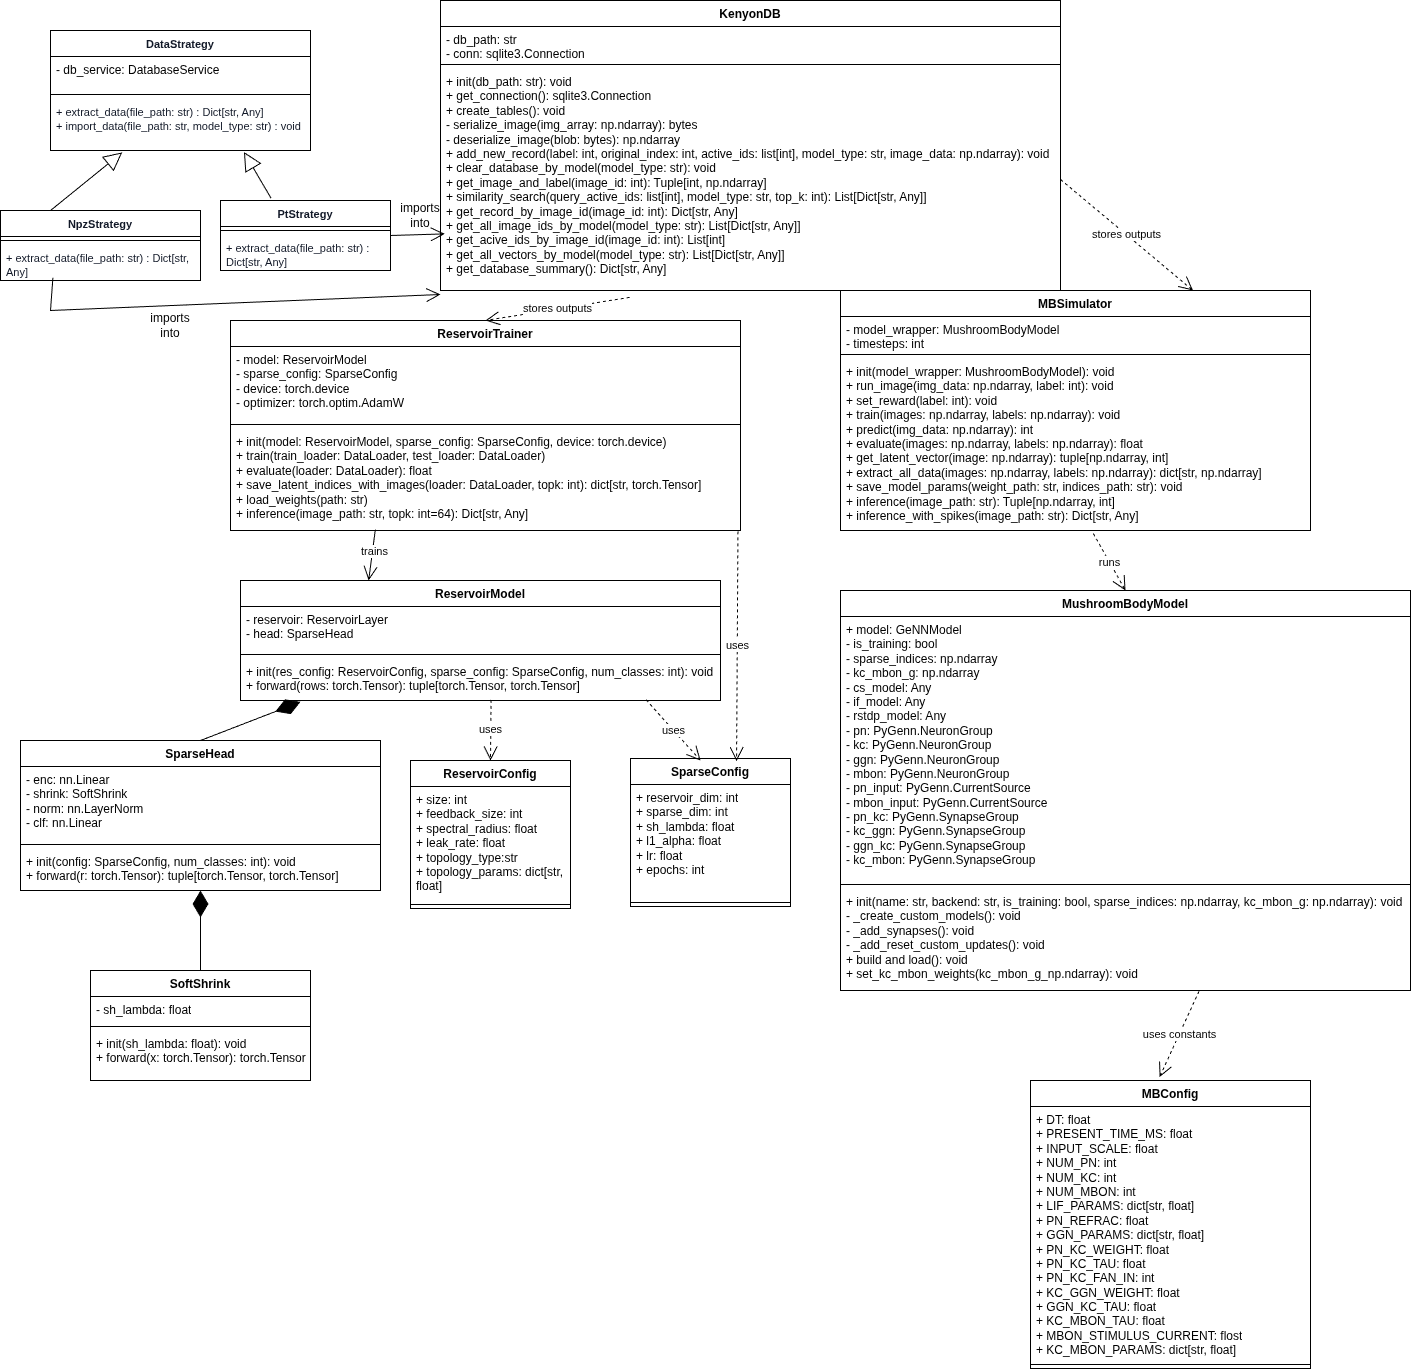 KenyonDB
- db_path: str
- conn: sqlite3.Connection
+ init(db_path: str): void
+ get_connection(): sqlite3.Connection
+ create_tables(): void
- serialize_image(img_array: np.ndarray): bytes
- deserialize_image(blob: bytes): np.ndarray
+ add_new_record(label: int, original_index: int, active_ids: list[int], model_type: str, image_data: np.ndarray): void
+ clear_database_by_model(model_type: str): void
+ get_image_and_label(image_id: int): Tuple[int, np.ndarray]
+ similarity_search(query_active_ids: list[int], model_type: str, top_k: int): List[Dict[str, Any]]
+ get_record_by_image_id(image_id: int): Dict[str, Any]
+ get_all_image_ids_by_model(model_type: str): List[Dict[str, Any]]
+ get_acive_ids_by_image_id(image_id: int): List[int]
+ get_all_vectors_by_model(model_type: str): List[Dict[str, Any]]
+ get_database_summary(): Dict[str, Any]
DataStrategy
- db_service: DatabaseService
+ extract_data(file_path: str) : Dict[str, Any]
+ import_data(file_path: str, model_type: str) : void
NpzStrategy
+ extract_data(file_path: str) : Dict[str,
Any]
PtStrategy
+ extract_data(file_path: str) :
Dict[str, Any]
imports
into
imports
into
stores outputs
stores outputs
ReservoirTrainer
- model: ReservoirModel
- sparse_config: SparseConfig
- device: torch.device
- optimizer: torch.optim.AdamW
+ init(model: ReservoirModel, sparse_config: SparseConfig, device: torch.device)
+ train(train_loader: DataLoader, test_loader: DataLoader)
+ evaluate(loader: DataLoader): float
+ save_latent_indices_with_images(loader: DataLoader, topk: int): dict[str, torch.Tensor]
+ load_weights(path: str)
+ inference(image_path: str, topk: int=64): Dict[str, Any]
MBSimulator
- model_wrapper: MushroomBodyModel
- timesteps: int
+ init(model_wrapper: MushroomBodyModel): void
+ run_image(img_data: np.ndarray, label: int): void
+ set_reward(label: int): void
+ train(images: np.ndarray, labels: np.ndarray): void
+ predict(img_data: np.ndarray): int
+ evaluate(images: np.ndarray, labels: np.ndarray): float
+ get_latent_vector(image: np.ndarray): tuple[np.ndarray, int]
+ extract_all_data(images: np.ndarray, labels: np.ndarray): dict[str, np.ndarray]
+ save_model_params(weight_path: str, indices_path: str): void
+ inference(image_path: str): Tuple[np.ndarray, int]
+ inference_with_spikes(image_path: str): Dict[str, Any]
trains
runs
uses
ReservoirModel
- reservoir: ReservoirLayer
- head: SparseHead
+ init(res_config: ReservoirConfig, sparse_config: SparseConfig, num_classes: int): void
+ forward(rows: torch.Tensor): tuple[torch.Tensor, torch.Tensor]
MushroomBodyModel
+ model: GeNNModel
- is_training: bool
- sparse_indices: np.ndarray
- kc_mbon_g: np.ndarray
- cs_model: Any
- if_model: Any
- rstdp_model: Any
- pn: PyGenn.NeuronGroup
- kc: PyGenn.NeuronGroup
- ggn: PyGenn.NeuronGroup
- mbon: PyGenn.NeuronGroup
- pn_input: PyGenn.CurrentSource
- mbon_input: PyGenn.CurrentSource
- pn_kc: PyGenn.SynapseGroup
- kc_ggn: PyGenn.SynapseGroup
- ggn_kc: PyGenn.SynapseGroup
- kc_mbon: PyGenn.SynapseGroup
+ init(name: str, backend: str, is_training: bool, sparse_indices: np.ndarray, kc_mbon_g: np.ndarray): void
- _create_custom_models(): void
- _add_synapses(): void
- _add_reset_custom_updates(): void
+ build and load(): void
+ set_kc_mbon_weights(kc_mbon_g_np.ndarray): void
uses
uses
SparseHead
- enc: nn.Linear
- shrink: SoftShrink
- norm: nn.LayerNorm
- clf: nn.Linear
+ init(config: SparseConfig, num_classes: int): void
+ forward(r: torch.Tensor): tuple[torch.Tensor, torch.Tensor]
ReservoirConfig
+ size: int
+ feedback_size: int
+ spectral_radius: float
+ leak_rate: float
+ topology_type:str
+ topology_params: dict[str,
float]
SparseConfig
+ reservoir_dim: int
+ sparse_dim: int
+ sh_lambda: float
+ l1_alpha: float
+ lr: float
+ epochs: int
SoftShrink
- sh_lambda: float
+ init(sh_lambda: float): void
+ forward(x: torch.Tensor): torch.Tensor
uses constants
MBConfig
+ DT: float
+ PRESENT_TIME_MS: float
+ INPUT_SCALE: float
+ NUM_PN: int
+ NUM_KC: int
+ NUM_MBON: int
+ LIF_PARAMS: dict[str, float]
+ PN_REFRAC: float
+ GGN_PARAMS: dict[str, float]
+ PN_KC_WEIGHT: float
+ PN_KC_TAU: float
+ PN_KC_FAN_IN: int
+ KC_GGN_WEIGHT: float
+ GGN_KC_TAU: float
+ KC_MBON_TAU: float
+ MBON_STIMULUS_CURRENT: flost
+ KC_MBON_PARAMS: dict[str, float]